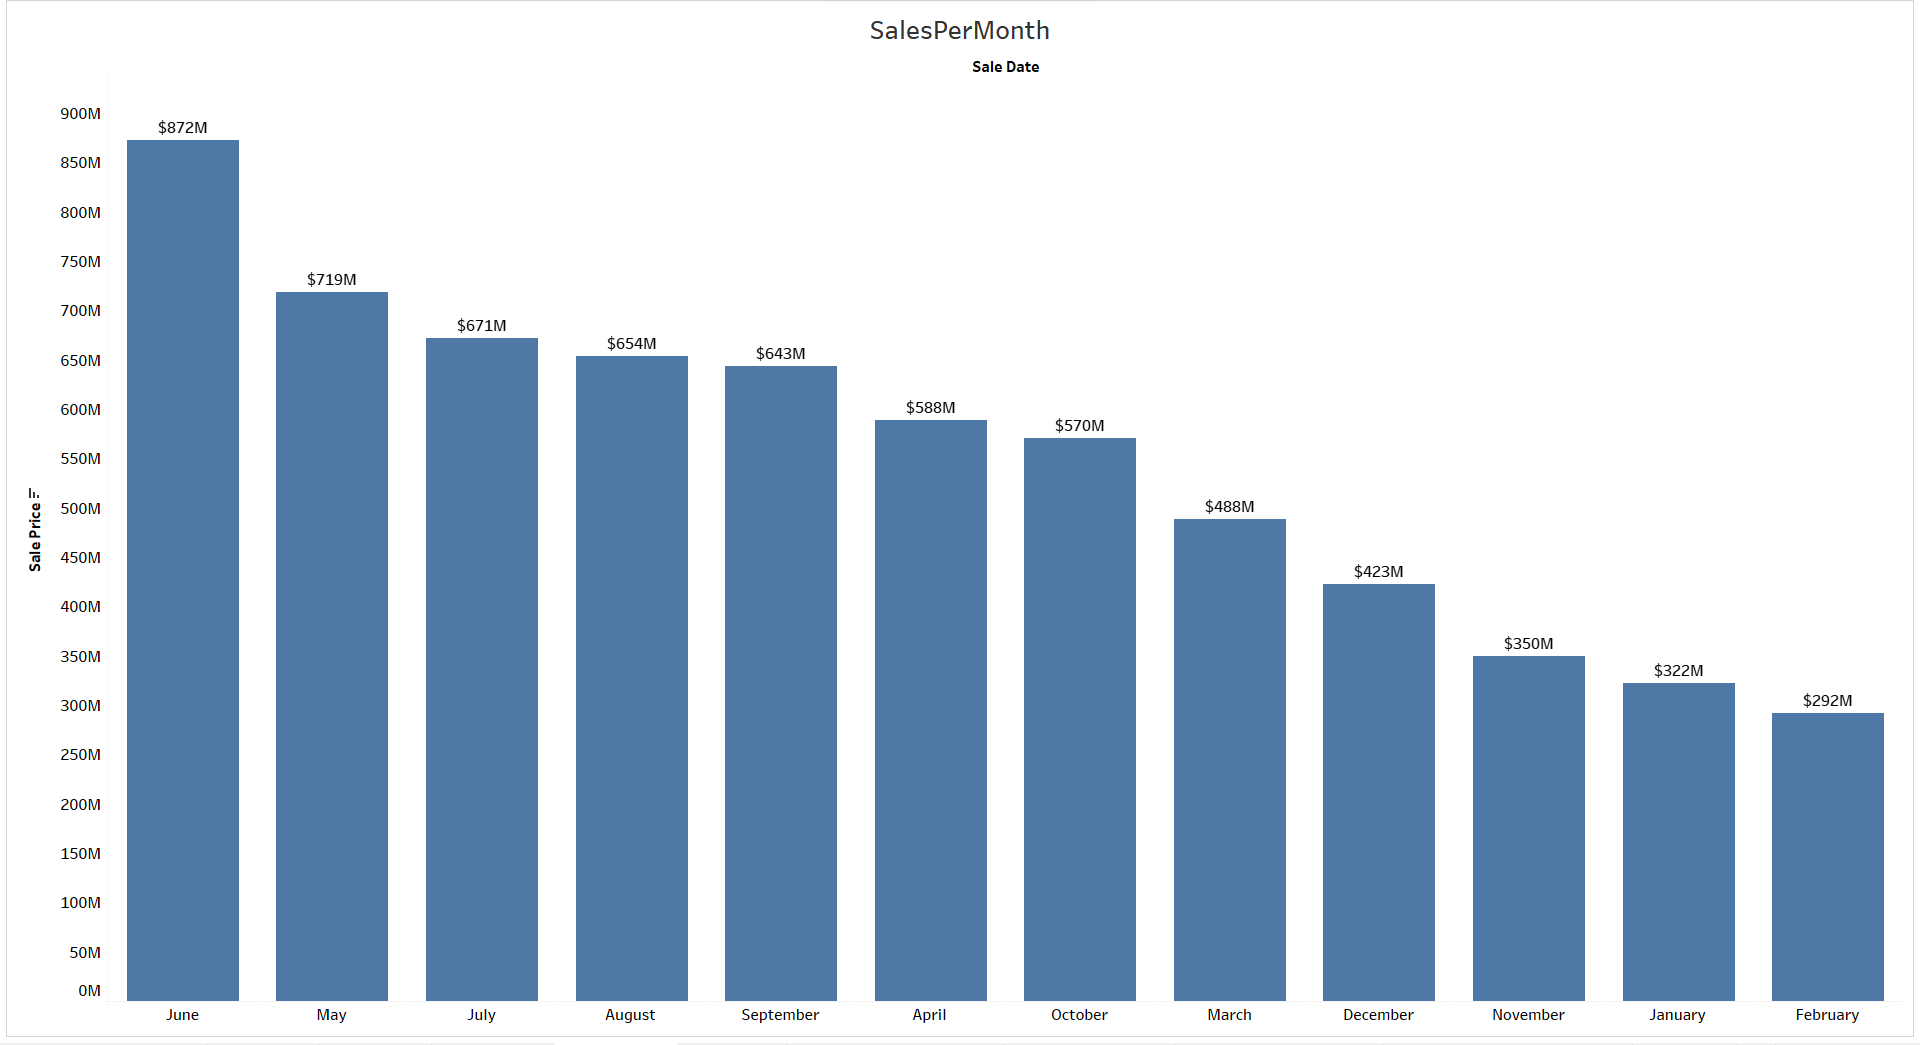 SalesPerMonth
Sale Date
Sale Price
900M
850M
800M
750M
700M
650M
600M
550M
500M
450M
400M
350M
300M
250M
200M
150M
100M
50M
0M
$872M
$719M
$671M
$654M
$643M
$588M
$570M
$488M
$423M
$350M
$322M
$292M
June May July August September April October March December November January February